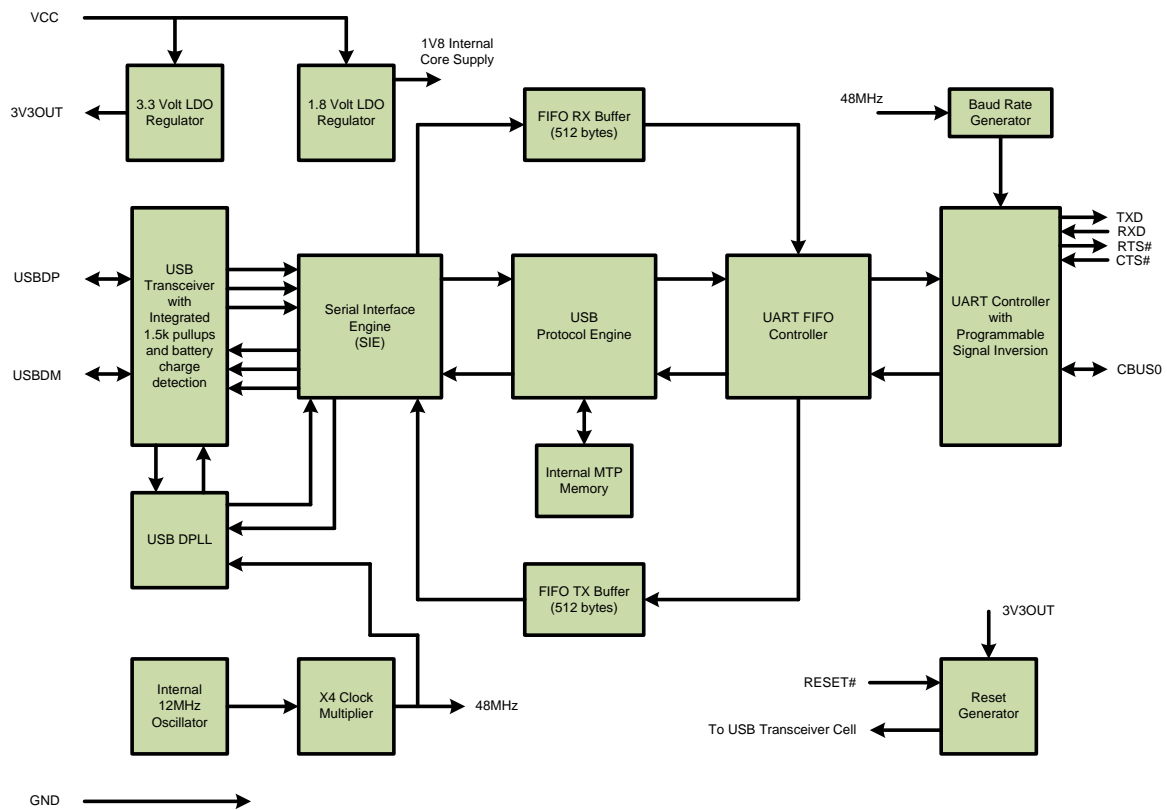 VCC
1V8 Internal
Core Supply
3V3OUT
3.3 Volt LDO
Regulator
1.8 Volt LDO
Regulator
FIFO RX Buffer
(512 bytes)
48MHz
Baud Rate
Generator
USBDP
USBDM
USB
Transceiver
with
Integrated
1.5k pullups
and battery
charge
detection
Serial Interface
Engine
(SIE)
USB
Protocol Engine
UART FIFO
Controller
UART Controller
with
Programmable
Signal Inversion
TXD
RXD
RTS#
CTS#
CBUS0
Internal MTP
Memory
USB DPLL
FIFO TX Buffer
(512 bytes)
3V3OUT
Internal
12MHz
Oscillator
X4 Clock
Multiplier
48MHz
RESET#
To USB Transceiver Cell
Reset
Generator
GND